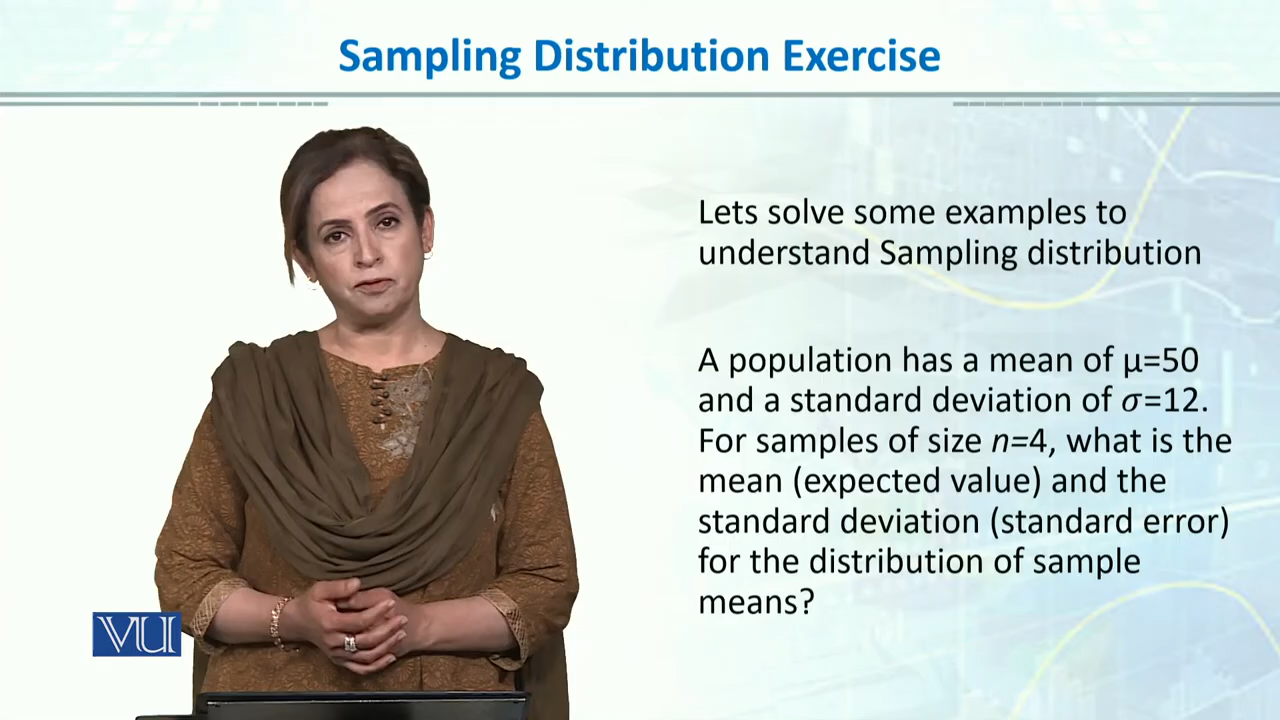 Sampling Distribution Exercise
Lets solve some examples to
understand Sampling distribution
A population has a mean of µ=50
and a standard deviation of 𝜎=12.
For samples of size n=4, what is the
mean (expected value) and the
standard deviation (standard error)
for the distribution of sample
means?
VU